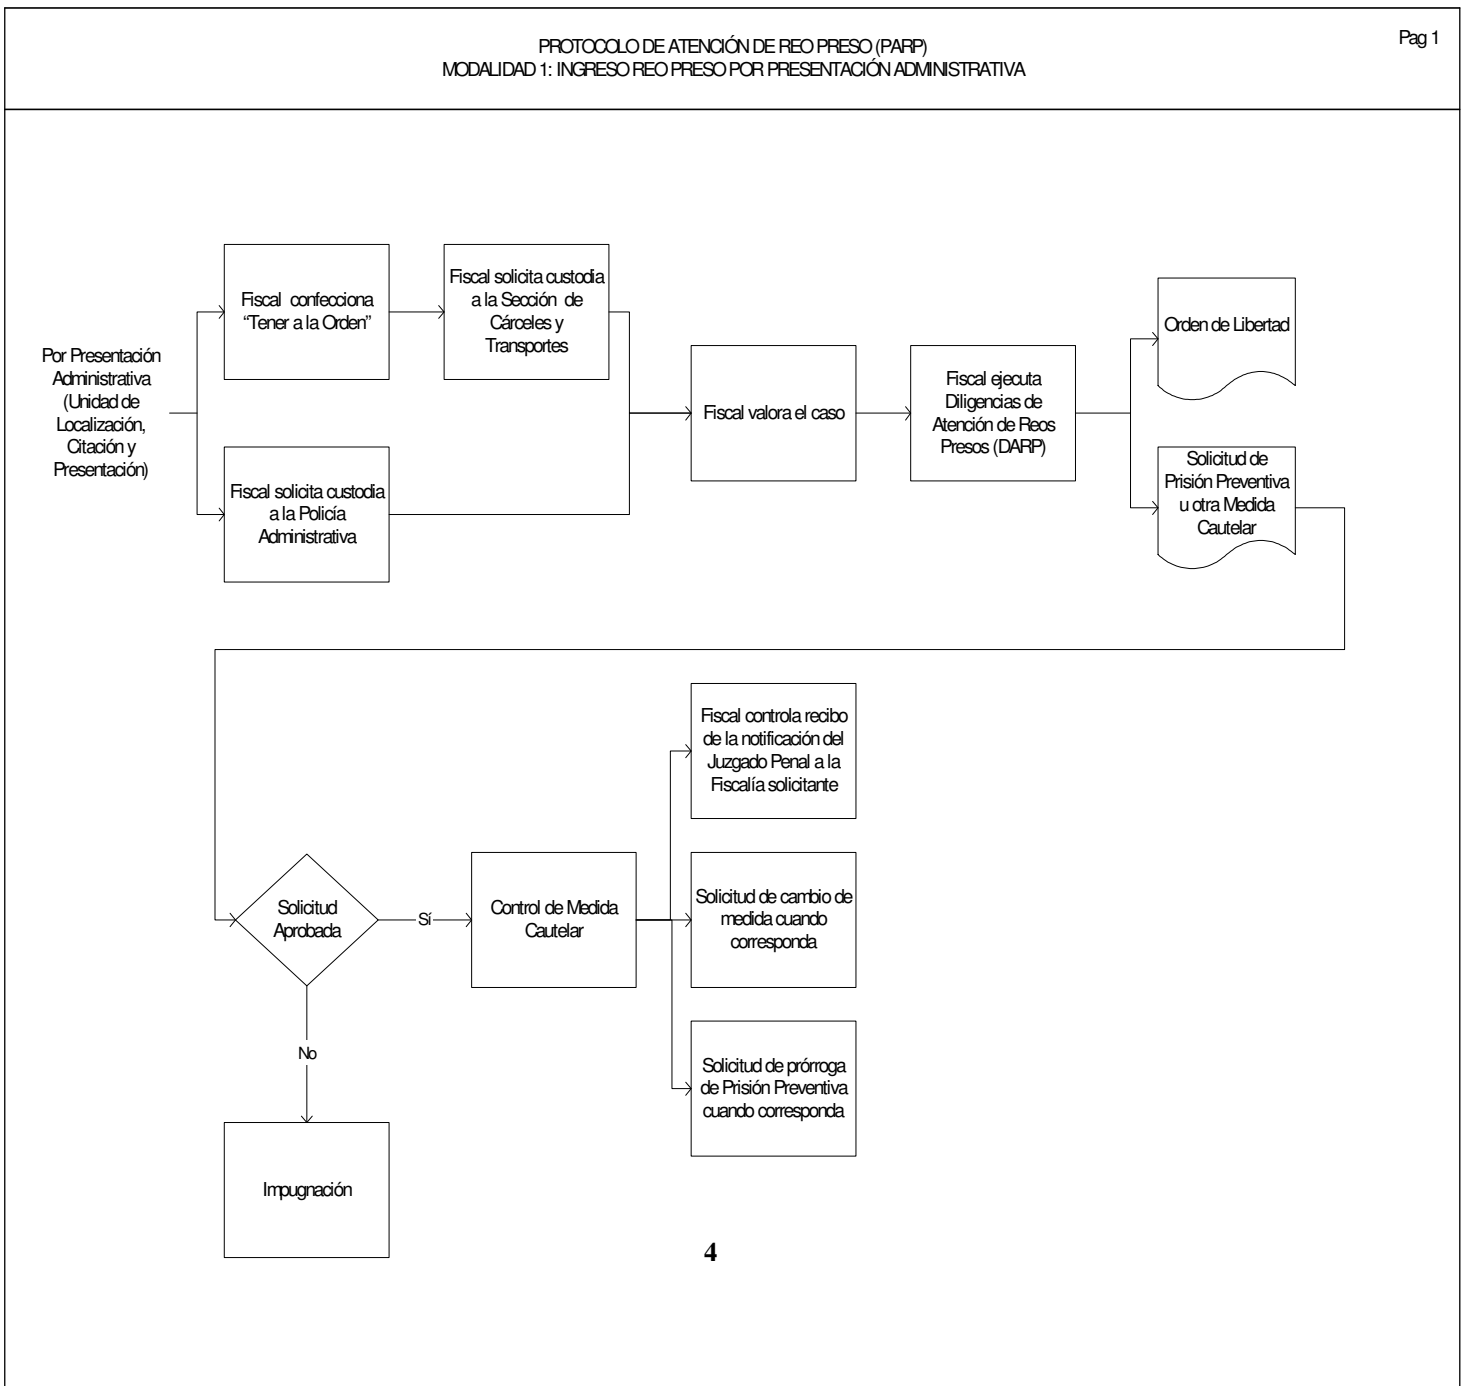 PROTOCOLO DE ATENCIÓN DE REO PRESO (PARP)
MODALIDAD 1: INGRESO REO PRESO POR PRESENTACIÓN ADMINISTRATIVA
Pag 1
Por Presentación
Administrativa
(Unidad de
Localización,
Citación y
Presentación)
Fiscal confecciona
“Tener a la Orden”
Fiscal solicita custodia
a la Sección de
Cárceles y
Transportes
Fiscal solicita custodia
a la Policía
Administrativa
Fiscal valora el caso
Fiscal ejecuta
Diligencias de
Atención de Reos
Presos (DARP)
Orden de Libertad
Solicitud de
Prisión Preventiva
u otra Medida
Cautelar
Solicitud
Aprobada
Sí
Control de Medida
Cautelar
Fiscal controla recibo
de la notificación del
Juzgado Penal a la
Fiscalía solicitante
Solicitud de cambio de
medida cuando
corresponda
Solicitud de prórroga
de Prisión Preventiva
cuando corresponda
No
Impugnación
4